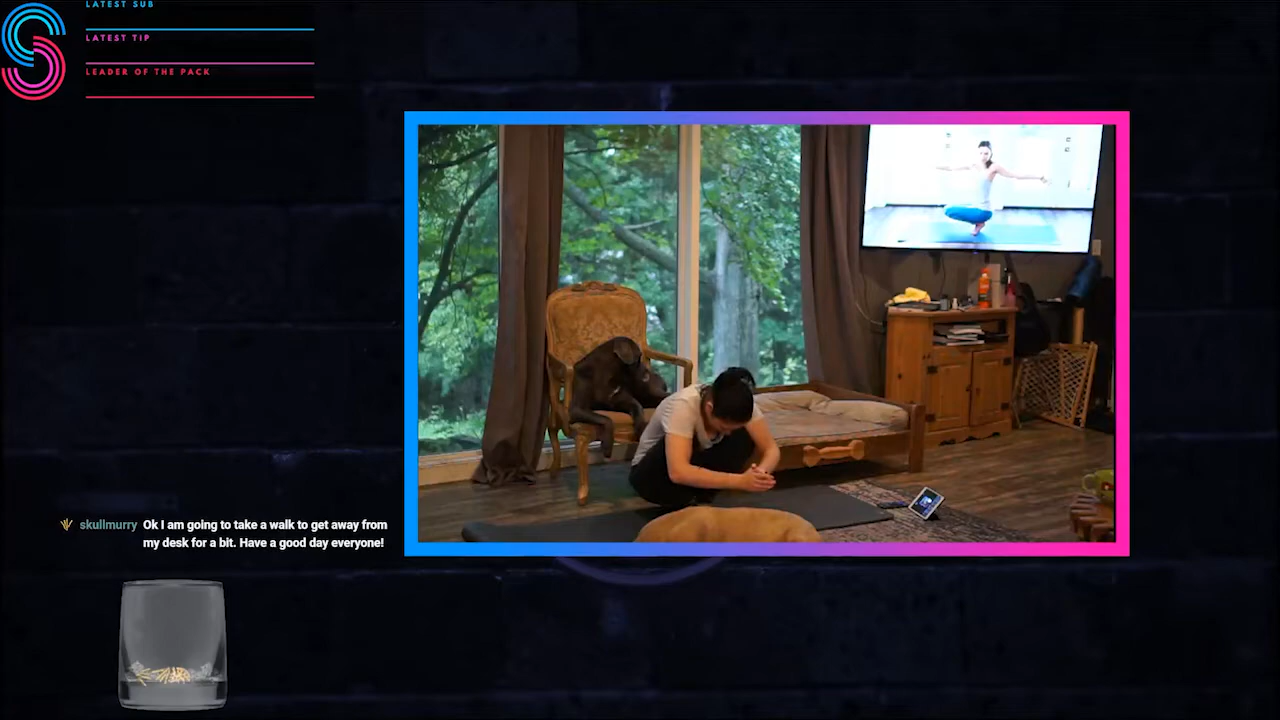 LATEST SUB
LATEST TIP
LEADER OF THE PACK
skullmurry Ok I am going to take a walk to get away from
my desk for a bit. Have a good day everyone!